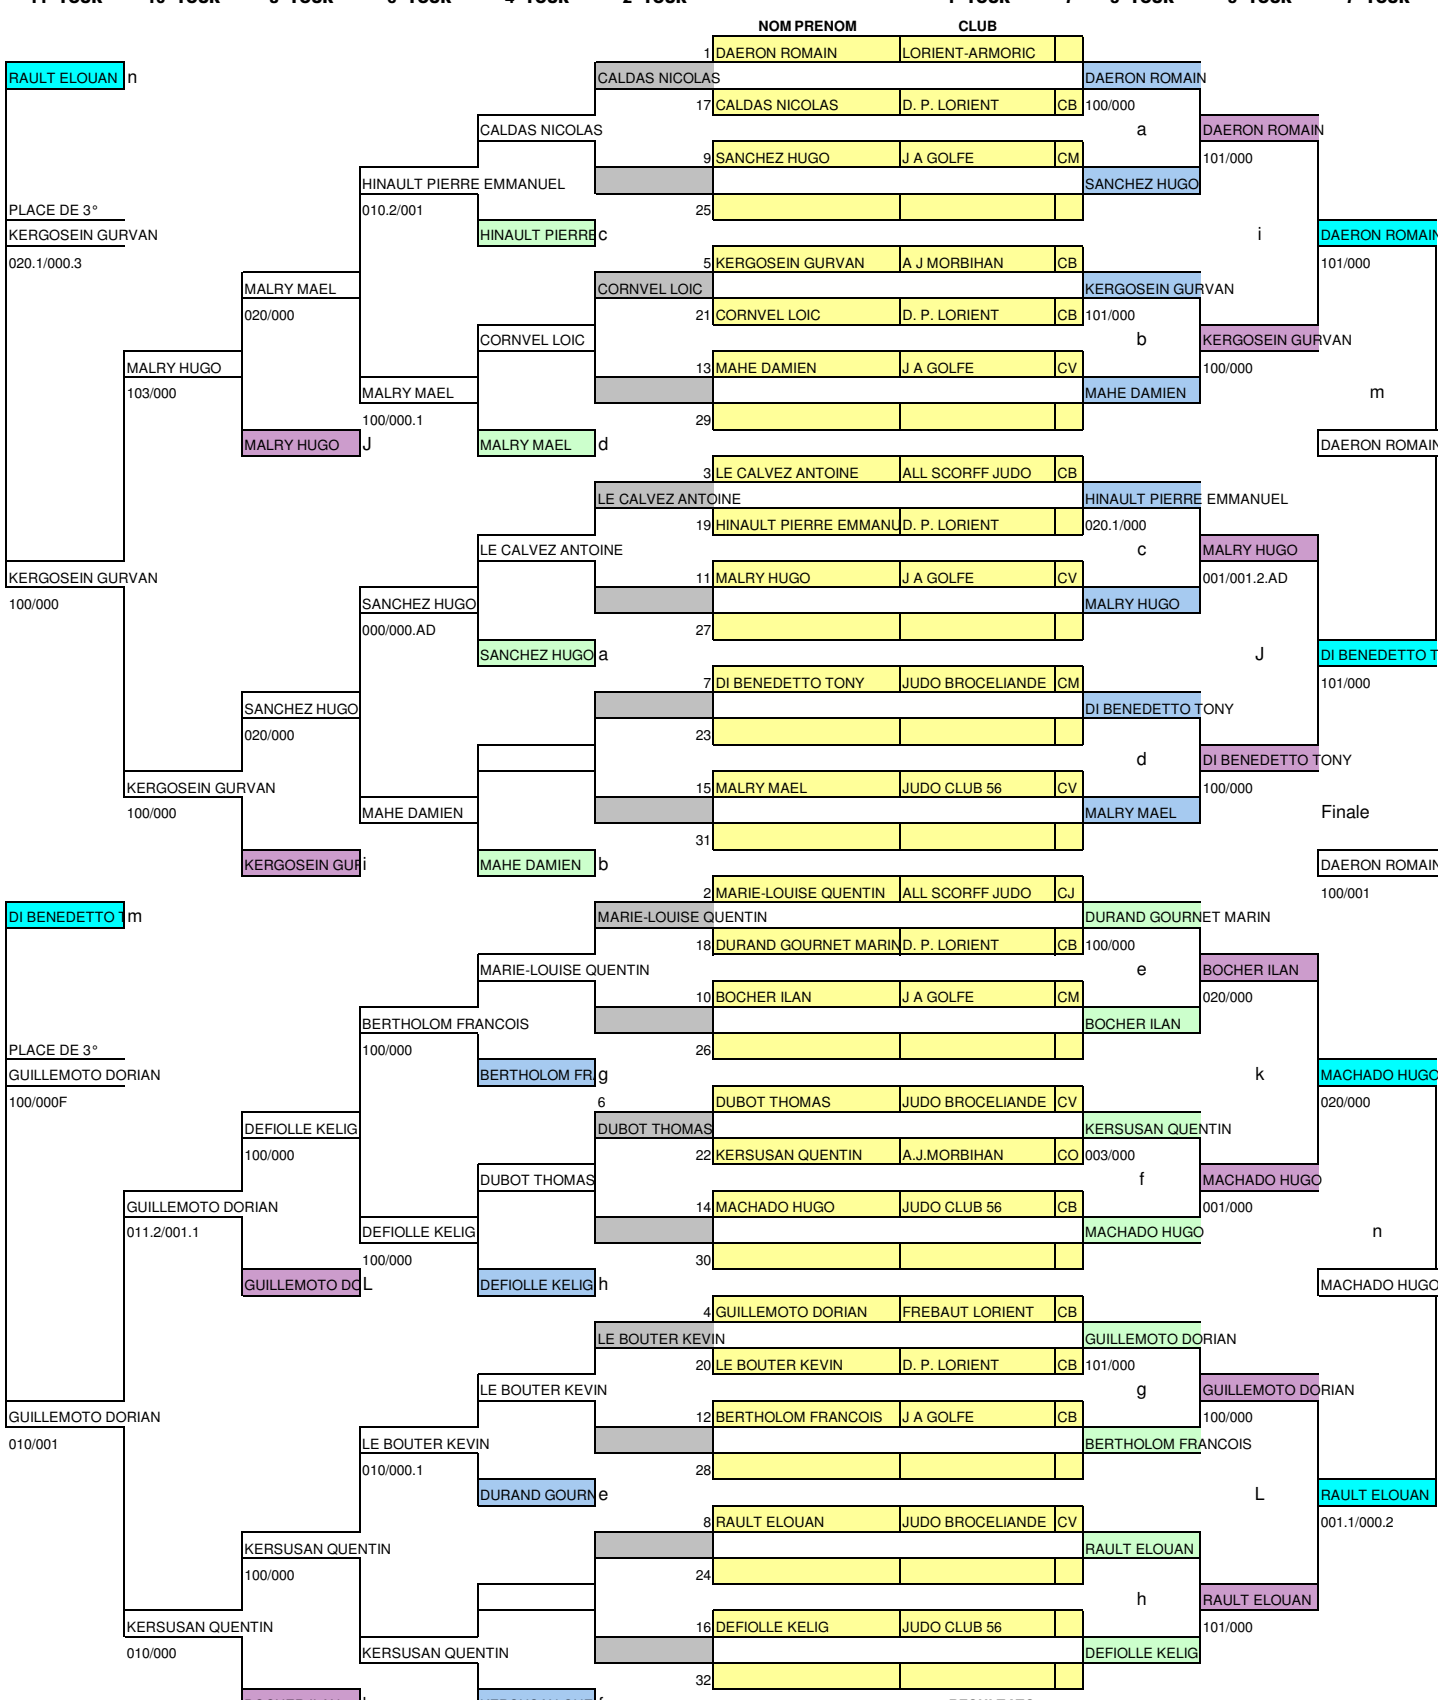 NOM PRENOM CLUB
1 DAERON ROMAIN LORIENT-ARMORIC
RAULT ELOUAN n CALDAS NICOLAS DAERON ROMAIN
17 CALDAS NICOLAS D. P. LORIENT CB 100/000
CALDAS NICOLAS a DAERON ROMAIN
9 SANCHEZ HUGO J A GOLFE CM 101/000
HINAULT PIERRE EMMANUEL SANCHEZ HUGO
PLACE DE 3° 010.2/001 25
KERGOSEIN GURVAN HINAULT PIERRE c i DAERON ROMAIN
020.1/000.3 5 KERGOSEIN GURVAN A J MORBIHAN CB 101/000
MALRY MAEL CORNVEL LOIC KERGOSEIN GURVAN
020/000 21 CORNVEL LOIC D. P. LORIENT CB 101/000
CORNVEL LOIC b KERGOSEIN GURVAN
MALRY HUGO 13 MAHE DAMIEN J A GOLFE CV 100/000
103/000 MALRY MAEL MAHE DAMIEN m
100/000.1 29
MALRY HUGO J MALRY MAEL d DAERON ROMAIN
3 LE CALVEZ ANTOINE ALL SCORFF JUDO CB
LE CALVEZ ANTOINE HINAULT PIERRE EMMANUEL
19 HINAULT PIERRE EMMANU D. P. LORIENT 020.1/000
LE CALVEZ ANTOINE c MALRY HUGO
KERGOSEIN GURVAN 11 MALRY HUGO J A GOLFE CV 001/001.2.AD
100/000 SANCHEZ HUGO MALRY HUGO
000/000.AD 27
SANCHEZ HUGO a J DI BENEDETTO T
7 DI BENEDETTO TONY JUDO BROCELIANDE CM 101/000
SANCHEZ HUGO DI BENEDETTO TONY
020/000 23
d DI BENEDETTO TONY
KERGOSEIN GURVAN 15 MALRY MAEL JUDO CLUB 56 CV 100/000
100/000 MAHE DAMIEN MALRY MAEL Finale
31
KERGOSEIN GUR i MAHE DAMIEN b DAERON ROMAIN
2 MARIE-LOUISE QUENTIN ALL SCORFF JUDO CJ 100/001
DI BENEDETTO T m MARIE-LOUISE QUENTIN DURAND GOURNET MARIN
18 DURAND GOURNET MARIN D. P. LORIENT CB 100/000
MARIE-LOUISE QUENTIN e BOCHER ILAN
10 BOCHER ILAN J A GOLFE CM 020/000
BERTHOLOM FRANCOIS BOCHER ILAN
PLACE DE 3° 100/000 26
GUILLEMOTO DORIAN BERTHOLOM FR g k MACHADO HUGO
100/000F 6 DUBOT THOMAS JUDO BROCELIANDE CV 020/000
DEFIOLLE KELIG DUBOT THOMAS KERSUSAN QUENTIN
100/000 22 KERSUSAN QUENTIN A.J.MORBIHAN CO 003/000
DUBOT THOMAS f MACHADO HUGO
GUILLEMOTO DORIAN 14 MACHADO HUGO JUDO CLUB 56 CB 001/000
011.2/001.1 DEFIOLLE KELIG MACHADO HUGO n
100/000 30
GUILLEMOTO DO L DEFIOLLE KELIG h MACHADO HUGO
4 GUILLEMOTO DORIAN FREBAUT LORIENT CB
LE BOUTER KEVIN GUILLEMOTO DORIAN
20 LE BOUTER KEVIN D. P. LORIENT CB 101/000
LE BOUTER KEVIN g GUILLEMOTO DORIAN
GUILLEMOTO DORIAN 12 BERTHOLOM FRANCOIS J A GOLFE CB 100/000
010/001 LE BOUTER KEVIN BERTHOLOM FRANCOIS
010/000.1 28
DURAND GOURN e L RAULT ELOUAN
8 RAULT ELOUAN JUDO BROCELIANDE CV 001.1/000.2
KERSUSAN QUENTIN RAULT ELOUAN
100/000 24
h RAULT ELOUAN
KERSUSAN QUENTIN 16 DEFIOLLE KELIG JUDO CLUB 56 101/000
010/000 KERSUSAN QUENTIN DEFIOLLE KELIG
32